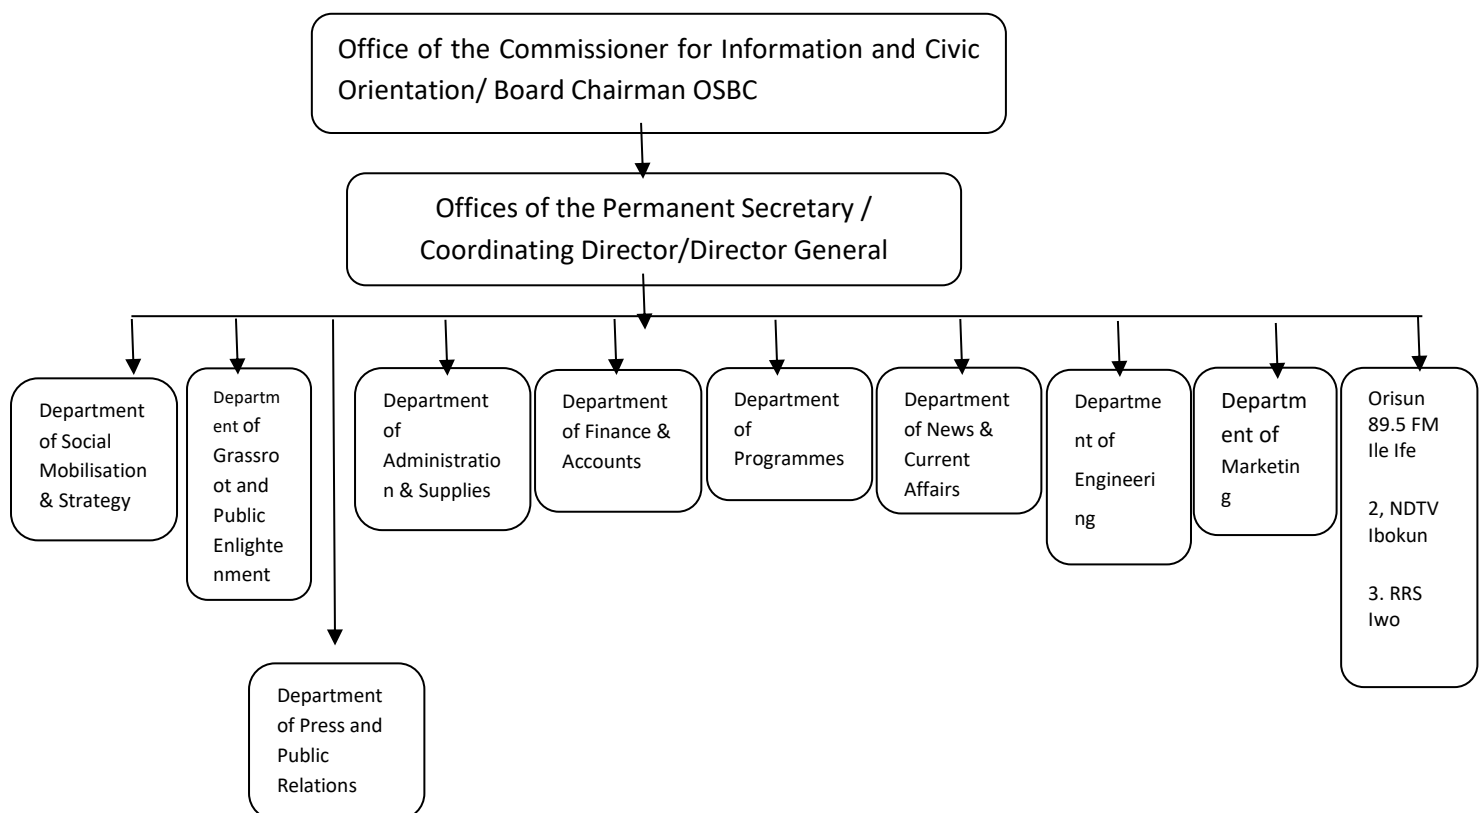 Office of the Commissioner for Information and Civic
Orientation/ Board Chairman OSBC
Offices of the Permanent Secretary /
Coordinating Director/Director General
Department
of Social
Mobilisation
& Strategy
Departm
ent of
Grassro
ot and
Public
Enlighte
nment
Department
of Press and
Public
Relations
Department
of
Administratio
n & Supplies
Department
of Finance &
Accounts
Department
of
Programmes
Department
of News &
Current
Affairs
Departme
nt of
Engineeri
ng
Departm
ent of
Marketin
g
Orisun
89.5 FM
Ile Ife
2, NDTV
Ibokun
3. RRS
Iwo